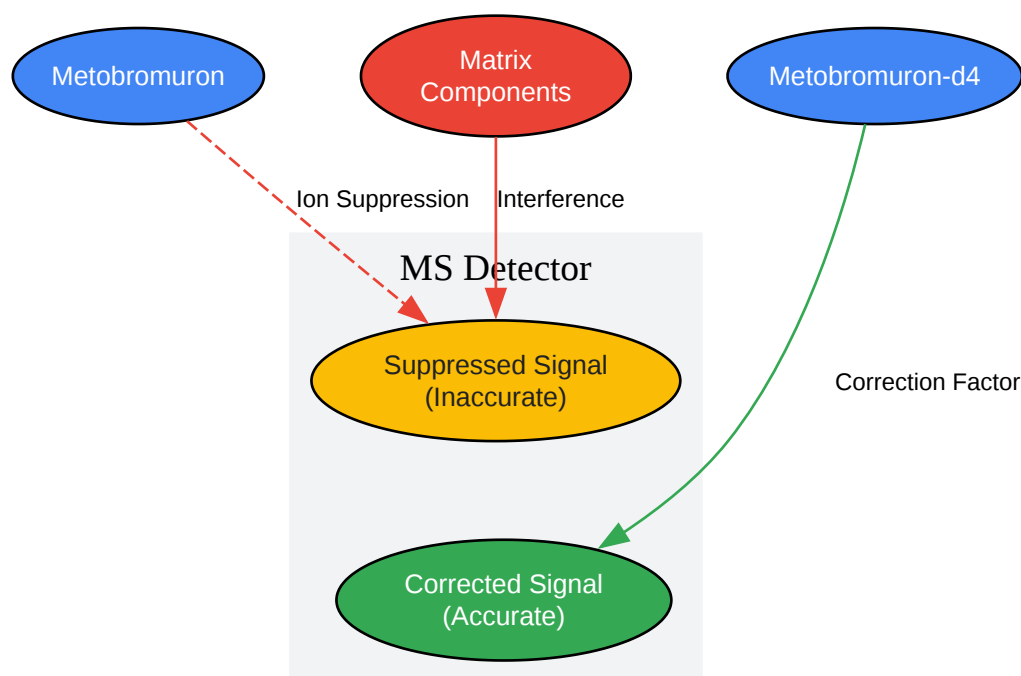 Metobromuron
Matrix
Components
Metobromuron-d4
Ion Suppression
Interference
MS Detector
Suppressed Signal
(Inaccurate)
Correction Factor
Corrected Signal
(Accurate)